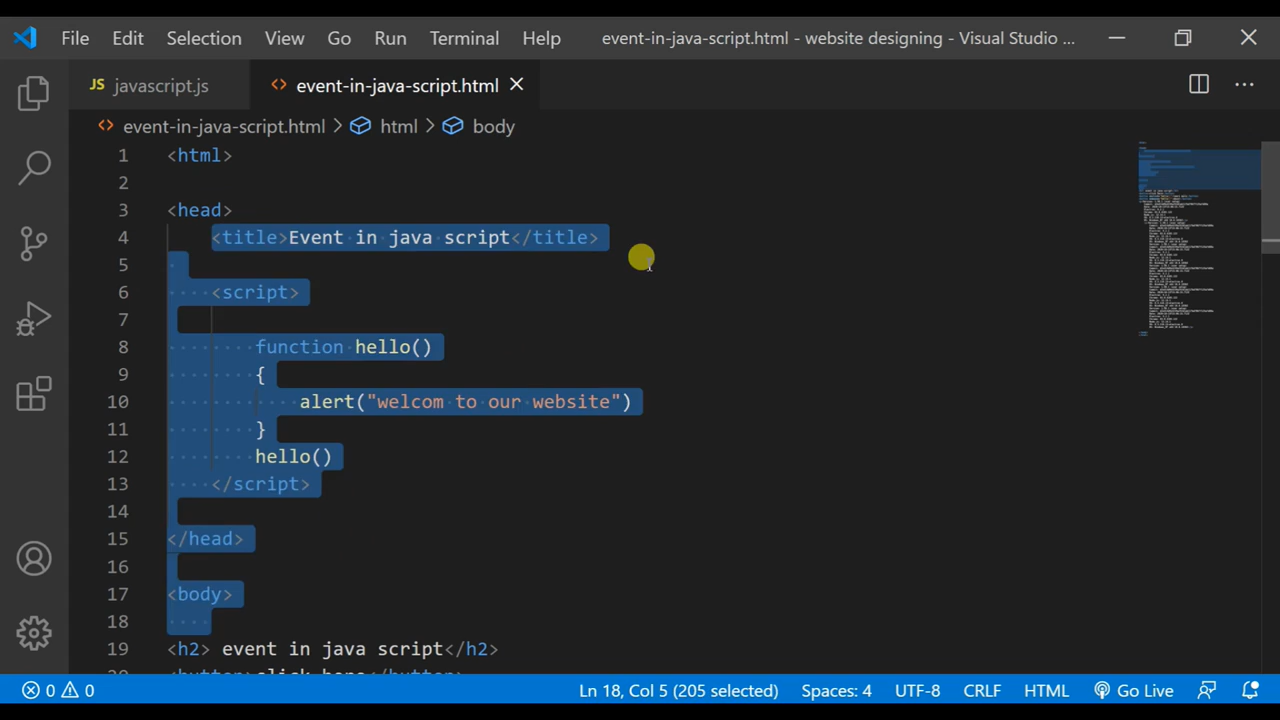 File Edit Selection View Go Run Terminal Help event-in-java-script.html - website designing - Visual Studio ...
JS javascript.js <> event-in-java-script.html
<> event-in-java-script.html > html > body
1 <html>
2
3 <head>
4 <title>Event in java script</title>
5
6 <script>
7
8 function hello()
9 {
10 alert("welcom to our website")
11 }
12 hello()
13 </script>
14
15 </head>
16
17 <body>
18
19 <h2> event in java script</h2>
20 <button>click here</button>
0 0 Ln 18, Col 5 (205 selected) Spaces: 4 UTF-8 CRLF HTML Go Live